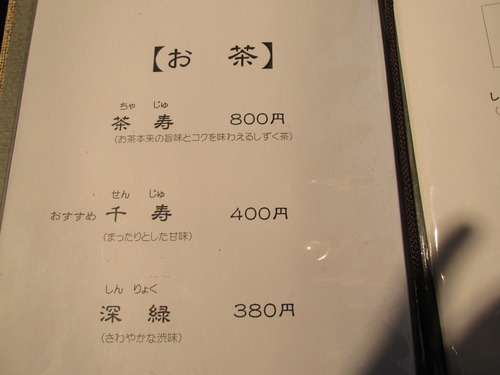 【お 茶】
ちゃ じゅ
茶 寿 800円
(お茶本来の旨味とコクを味わえるしずく茶)
せん じゅ
おすすめ 千 寿 400円
(まったりとした甘味)
しん りょく
深 緑 380円
(さわやかな渋味)
し
(